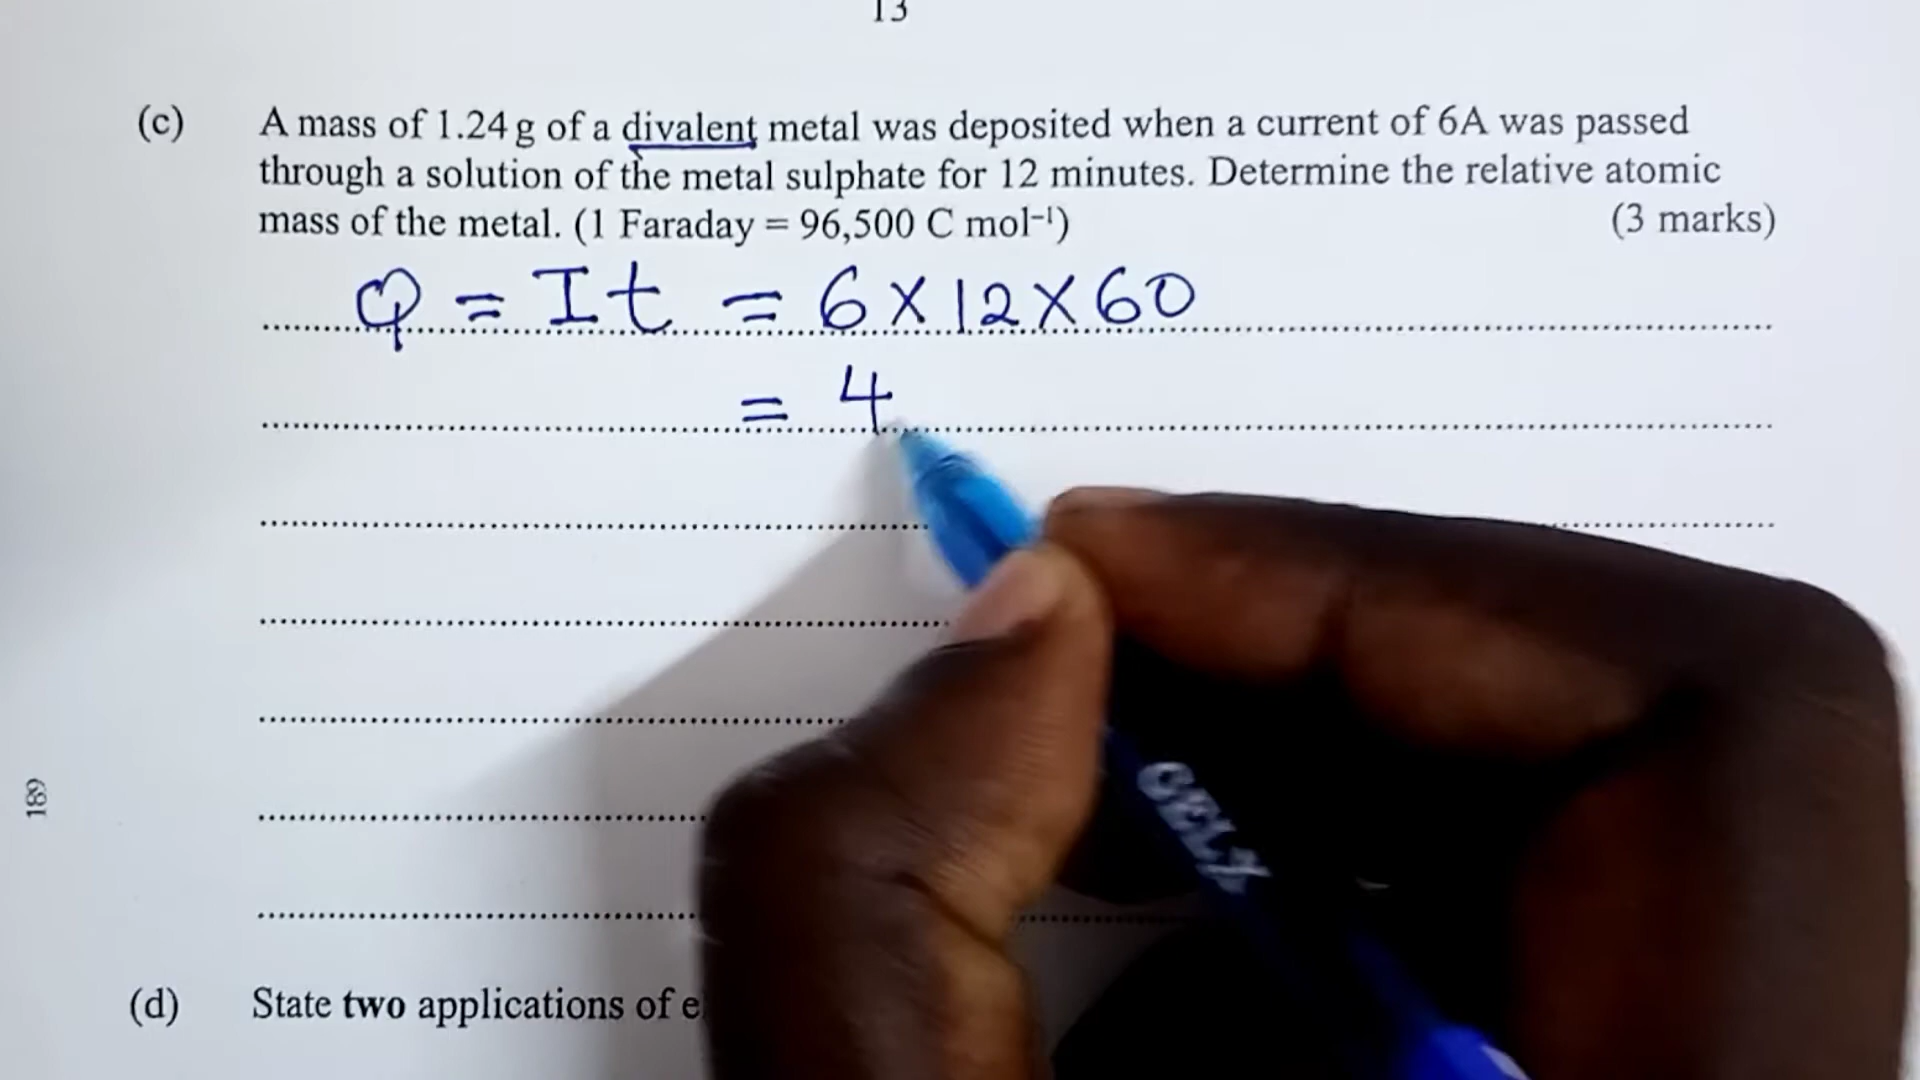 13
(c) A mass of 1.24 g of a divalent metal was deposited when a current of 6A was passed
through a solution of the metal sulphate for 12 minutes. Determine the relative atomic
mass of the metal. (1 Faraday = 96,500 C mol⁻¹) (3 marks)
Q = It = 6 × 12 × 60
= 4
189
(d) State two applications of